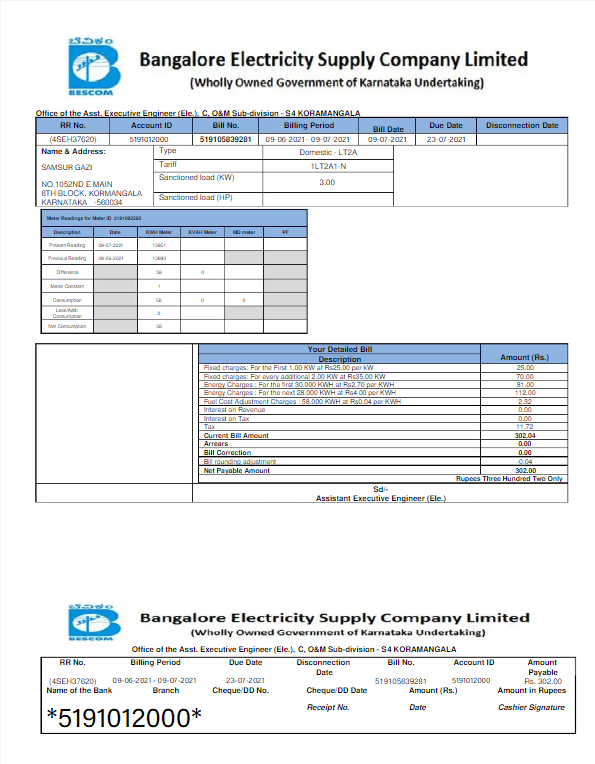 ಬೆವಿಕಂ
BESCOM
Bangalore Electricity Supply Company Limited
(Wholly Owned Government of Karnataka Undertaking)
Office of the Asst. Executive Engineer (Ele.), C, O&M Sub-division - S4 KORAMANGALA
RR No. Account ID Bill No. Billing Period Bill Date Due Date Disconnection Date
(4SEH37620) 5191012000 519105839281 09-06-2021 - 09-07-2021 09-07-2021 23-07-2021
Name & Address: Type Domestic - LT2A
SAMSUR GAZI Tariff 1LT2A1-N
NO.1052ND E MAIN Sanctioned load (KW) 3.00
8TH BLOCK, KORMANGALA
KARNATAKA -560034 Sanctioned load (HP)
Meter Readings for Meter ID
Description Date KWH Meter KVAH Meter MD meter PF
Present Reading 09-07-2021 13951
Previous Reading 09-06-2021 13893
Difference 58 0
Meter Constant 1
Consumption 58 0 0
Less/Add:
Consumption 0
Net Consumption 58
Your Detailed Bill
Description Amount (Rs.)
Fixed charges: For the First 1.00 KW at Rs25.00 per kW 25.00
Fixed charges: For every additional 2.00 KW at Rs35.00 KW 70.00
Energy Charges : For the first 30.000 KWH at Rs2.70 per KWH 81.00
Energy Charges : For the next 28.000 KWH at Rs4.00 per KWH 112.00
Fuel Cost Adjustment Charges : 58.000 KWH at Rs0.04 per KWH 2.32
Interest on Revenue 0.00
Interest on Tax 0.00
Tax 11.72
Current Bill Amount 302.04
Arrears 0.00
Bill Correction 0.00
Bill rounding adjustment -0.04
Net Payable Amount 302.00
Rupees Three Hundred Two Only
Sd/-
Assistant Executive Engineer (Ele.)
ಬೆವಿಕಂ
BESCOM
Bangalore Electricity Supply Company Limited
(Wholly Owned Government of Karnataka Undertaking)
Office of the Asst. Executive Engineer (Ele.), C, O&M Sub-division - S4 KORAMANGALA
RR No. Billing Period Due Date Disconnection Date Bill No. Account ID Amount Payable
(4SEH37620) 09-06-2021 - 09-07-2021 23-07-2021 519105839281 5191012000 Rs. 302.00
Name of the Bank Branch Cheque/DD No. Cheque/DD Date Amount (Rs.) Amount in Rupees
*5191012000* Receipt No. Date Cashier Signature